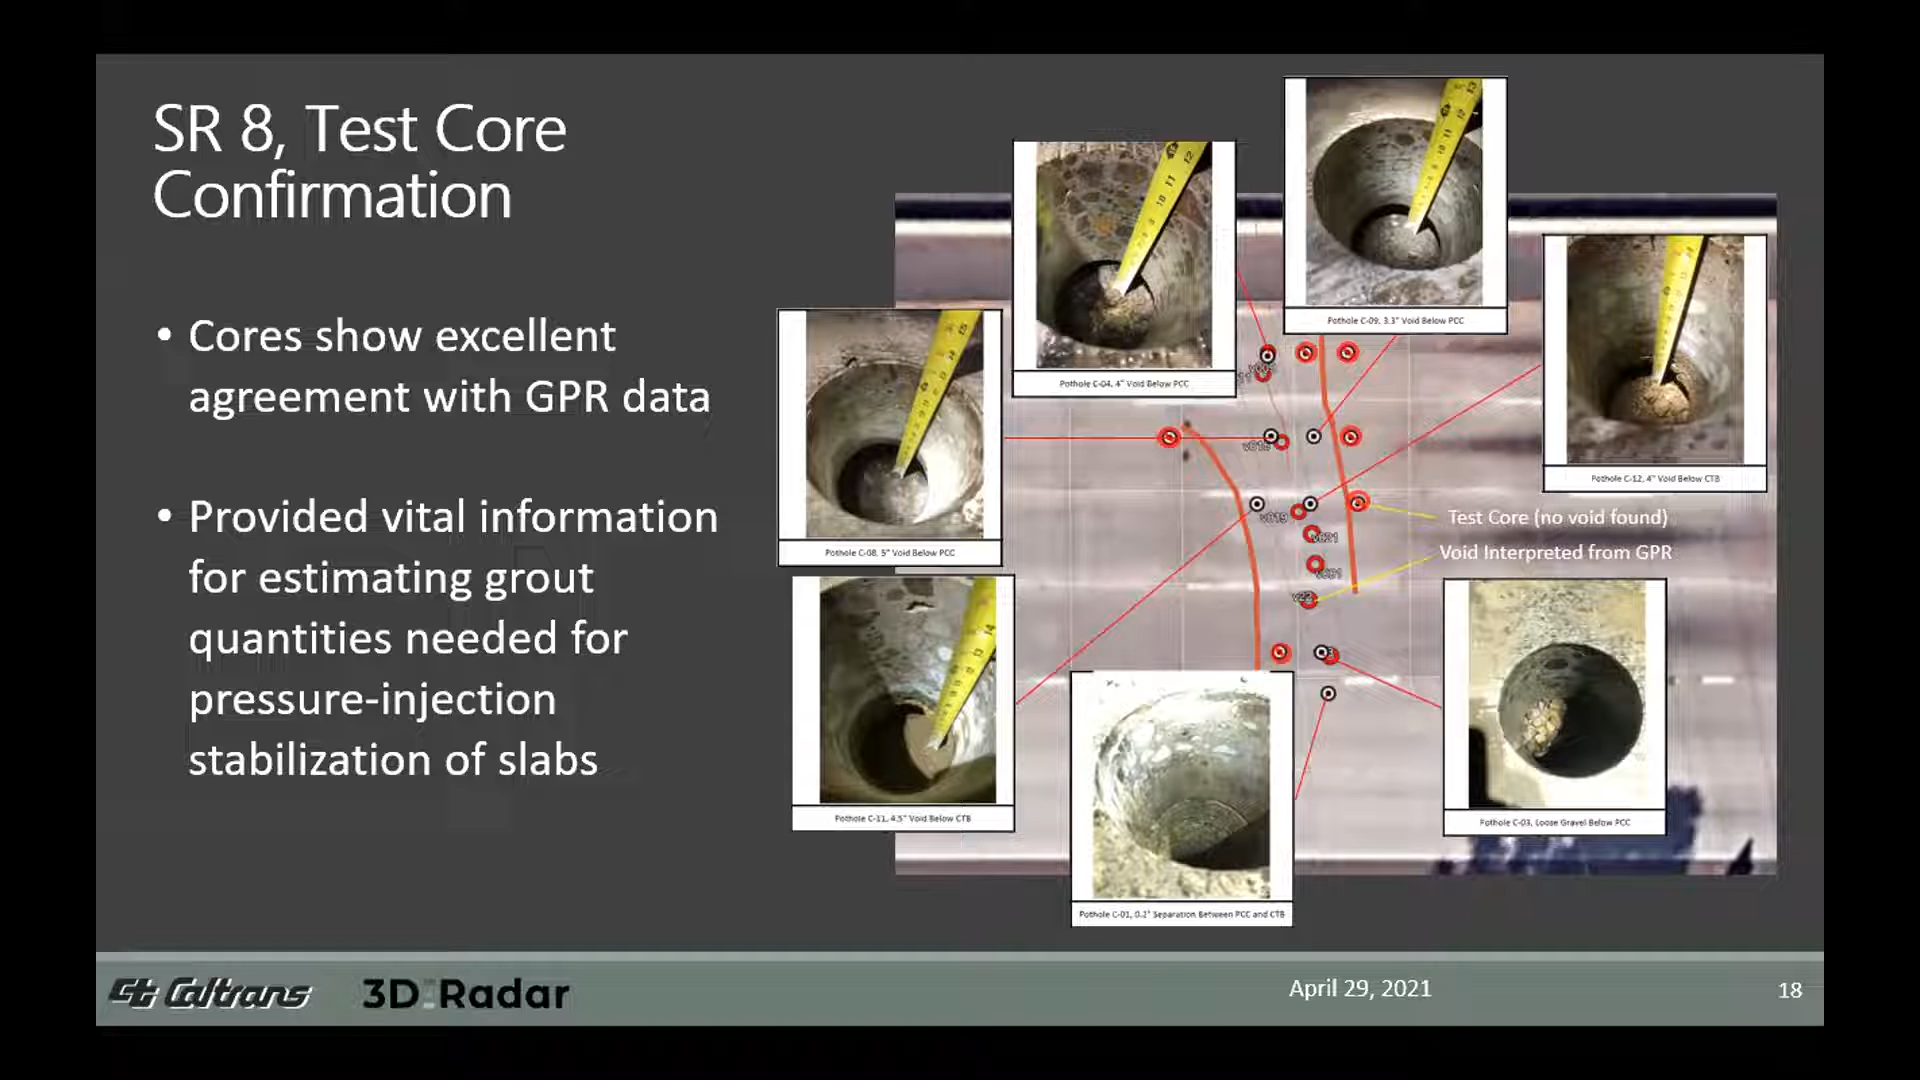 SR 8, Test Core
Confirmation
• Cores show excellent
agreement with GPR data
• Provided vital information
for estimating grout
quantities needed for
pressure-injection
stabilization of slabs
Pothole C-04, 4" Void Below PCC
Pothole C-09, 3.3" Void Below PCC
Pothole C-12, 4" Void Below CTB
Pothole C-08, 5" Void Below PCC
Pothole C-11, 4.5" Void Below CTB
Pothole C-01, 0.2" Separation Between PCC and CTB
Pothole C-03, Loose Gravel Below PCC
Test Core (no void found)
Void Interpreted from GPR
v019
v22
Ct Caltrans
3D-Radar
April 29, 2021
18